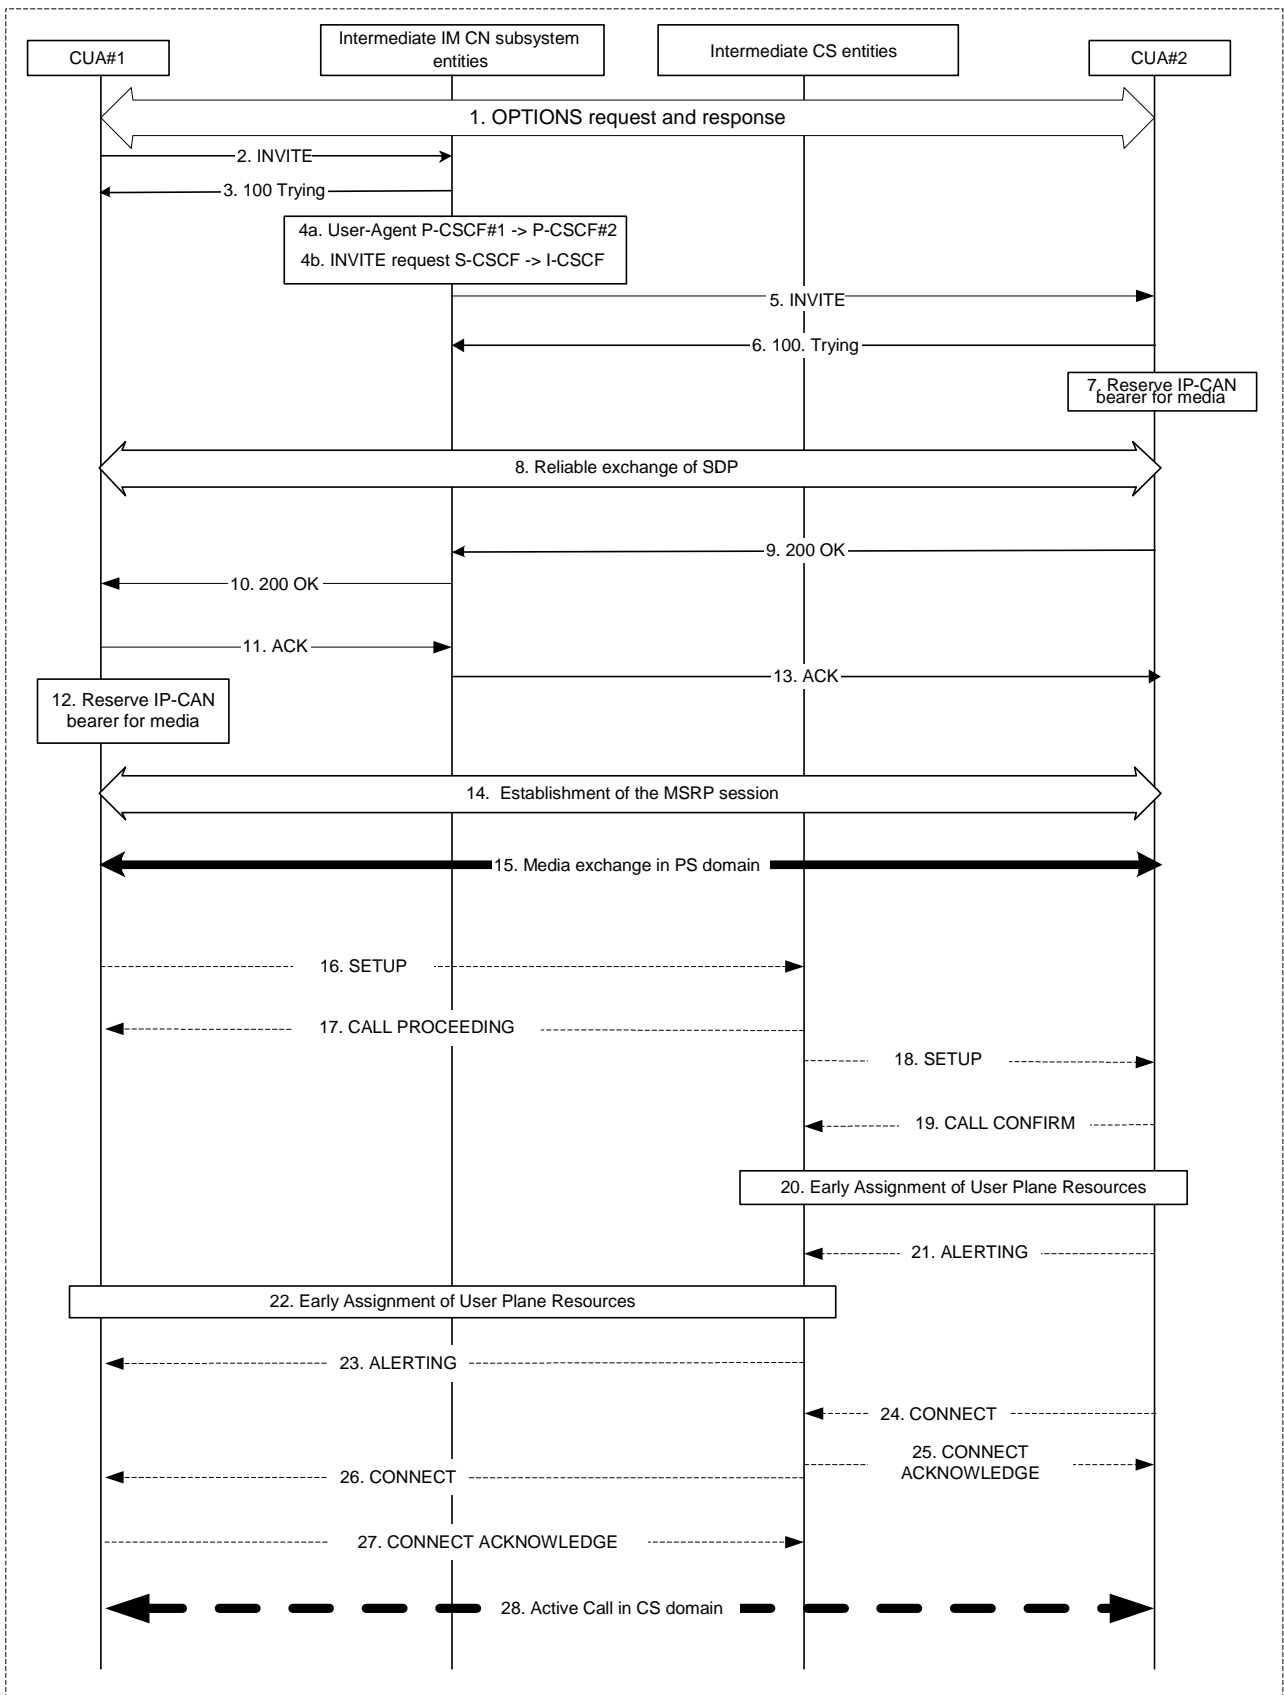 CUA#1
Intermediate IM CN subsystem
entities
Intermediate CS entities
CUA#2
1. OPTIONS request and response
2. INVITE
3. 100 Trying
4a. User-Agent P-CSCF#1 -> P-CSCF#2
4b. INVITE request S-CSCF -> I-CSCF
5. INVITE
6. 100. Trying
7. Reserve IP-CAN
bearer for media
8. Reliable exchange of SDP
9. 200 OK
10. 200 OK
11. ACK
13. ACK
12. Reserve IP-CAN
bearer for media
14. Establishment of the MSRP session
15. Media exchange in PS domain
16. SETUP
17. CALL PROCEEDING
18. SETUP
19. CALL CONFIRM
20. Early Assignment of User Plane Resources
21. ALERTING
22. Early Assignment of User Plane Resources
23. ALERTING
24. CONNECT
25. CONNECT
ACKNOWLEDGE
26. CONNECT
27. CONNECT ACKNOWLEDGE
28. Active Call in CS domain